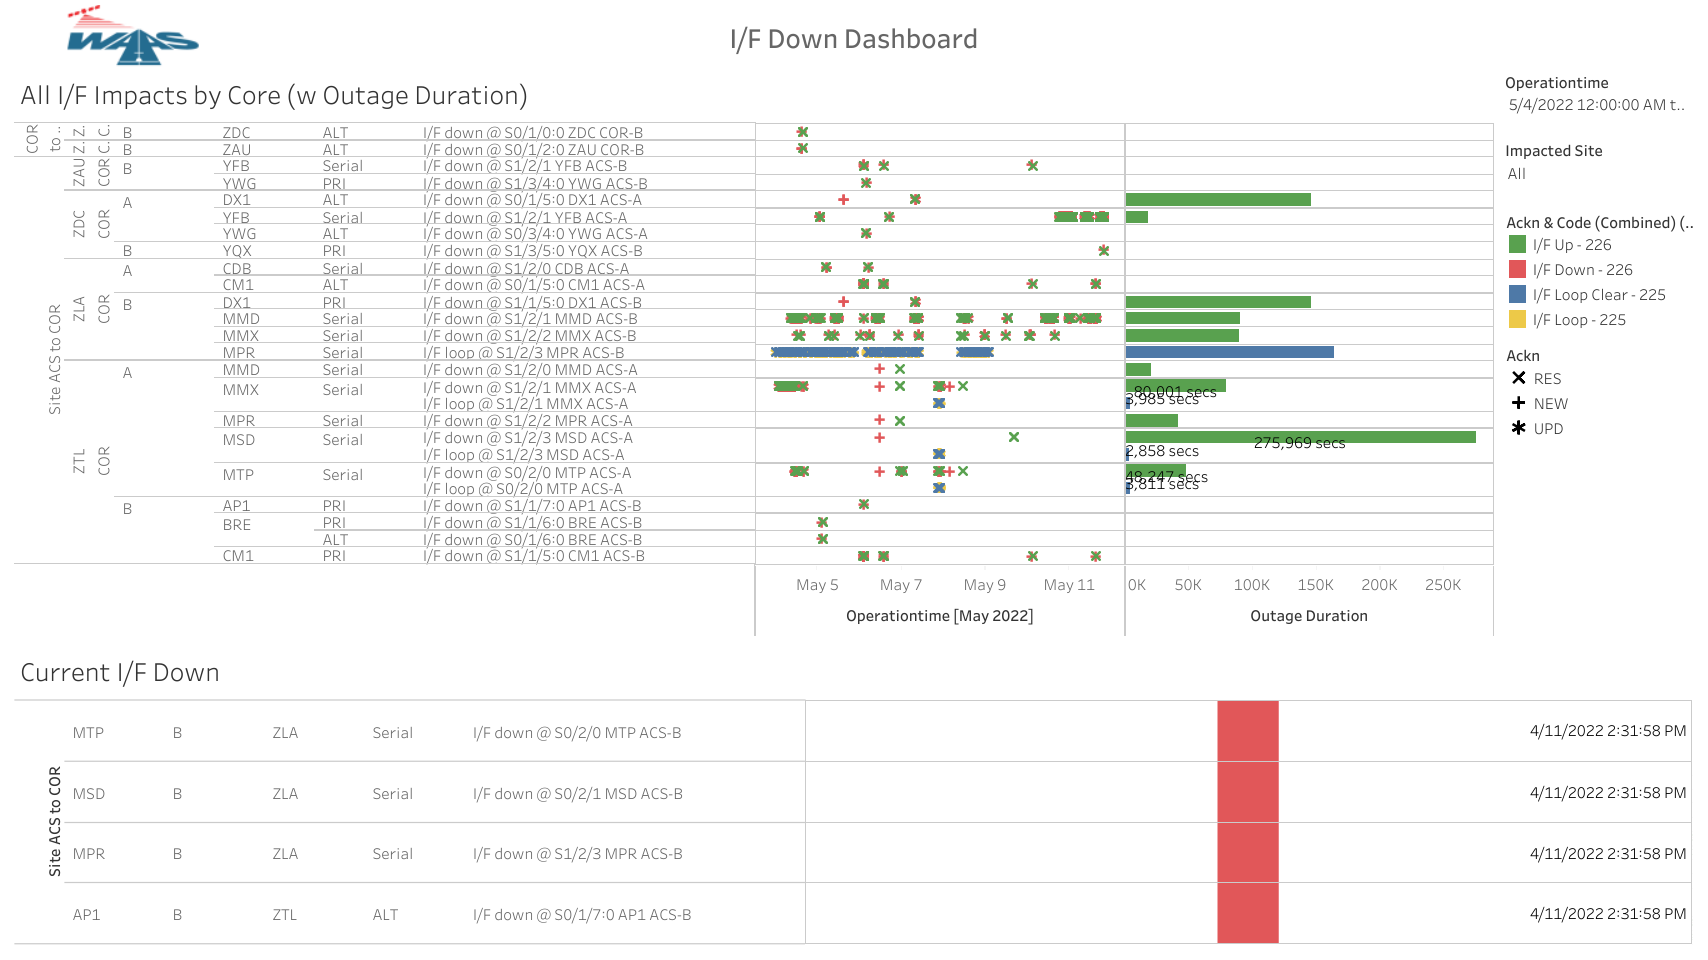 WAAS
I/F Down Dashboard
All I/F Impacts by Core (w Outage Duration)
COR to ..
Z.. C.. B ZDC ALT I/F down @ S0/1/0:0 ZDC COR-B
Z.. C.. B ZAU ALT I/F down @ S0/1/2:0 ZAU COR-B
Site ACS to COR
ZAU COR B YFB Serial I/F down @ S1/2/1 YFB ACS-B
YWG PRI I/F down @ S1/3/4:0 YWG ACS-B
ZDC COR A DX1 ALT I/F down @ S0/1/5:0 DX1 ACS-A
YFB Serial I/F down @ S1/2/1 YFB ACS-A
YWG ALT I/F down @ S0/3/4:0 YWG ACS-A
B YQX PRI I/F down @ S1/3/5:0 YQX ACS-B
ZLA COR A CDB Serial I/F down @ S1/2/0 CDB ACS-A
CM1 ALT I/F down @ S0/1/5:0 CM1 ACS-A
B DX1 PRI I/F down @ S1/1/5:0 DX1 ACS-B
MMD Serial I/F down @ S1/2/1 MMD ACS-B
MMX Serial I/F down @ S1/2/2 MMX ACS-B
MPR Serial I/F loop @ S1/2/3 MPR ACS-B
ZTL COR A MMD Serial I/F down @ S1/2/0 MMD ACS-A
MMX Serial I/F down @ S1/2/1 MMX ACS-A 80,001 secs
I/F loop @ S1/2/1 MMX ACS-A 3,985 secs
MPR Serial I/F down @ S1/2/2 MPR ACS-A
MSD Serial I/F down @ S1/2/3 MSD ACS-A 275,969 secs
I/F loop @ S1/2/3 MSD ACS-A 2,858 secs
MTP Serial I/F down @ S0/2/0 MTP ACS-A 48,247 secs
I/F loop @ S0/2/0 MTP ACS-A 3,811 secs
B AP1 PRI I/F down @ S1/1/7:0 AP1 ACS-B
BRE PRI I/F down @ S1/1/6:0 BRE ACS-B
ALT I/F down @ S0/1/6:0 BRE ACS-B
CM1 PRI I/F down @ S1/1/5:0 CM1 ACS-B
May 5 May 7 May 9 May 11 0K 50K 100K 150K 200K 250K
Operationtime [May 2022] Outage Duration
Operationtime
5/4/2022 12:00:00 AM t..
Impacted Site
All
Ackn & Code (Combined) (..
I/F Up - 226
I/F Down - 226
I/F Loop Clear - 225
I/F Loop - 225
Ackn
RES
NEW
UPD
Current I/F Down
Site ACS to COR
MTP B ZLA Serial I/F down @ S0/2/0 MTP ACS-B 4/11/2022 2:31:58 PM
MSD B ZLA Serial I/F down @ S0/2/1 MSD ACS-B 4/11/2022 2:31:58 PM
MPR B ZLA Serial I/F down @ S1/2/3 MPR ACS-B 4/11/2022 2:31:58 PM
AP1 B ZTL ALT I/F down @ S0/1/7:0 AP1 ACS-B 4/11/2022 2:31:58 PM